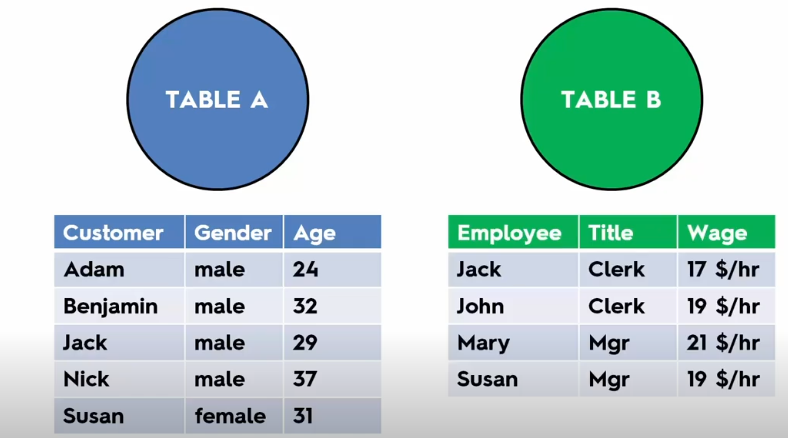 TABLE A
TABLE B
Customer Gender Age
Adam male 24
Benjamin male 32
Jack male 29
Nick male 37
Susan female 31
Employee Title Wage
Jack Clerk 17 $/hr
John Clerk 19 $/hr
Mary Mgr 21 $/hr
Susan Mgr 19 $/hr